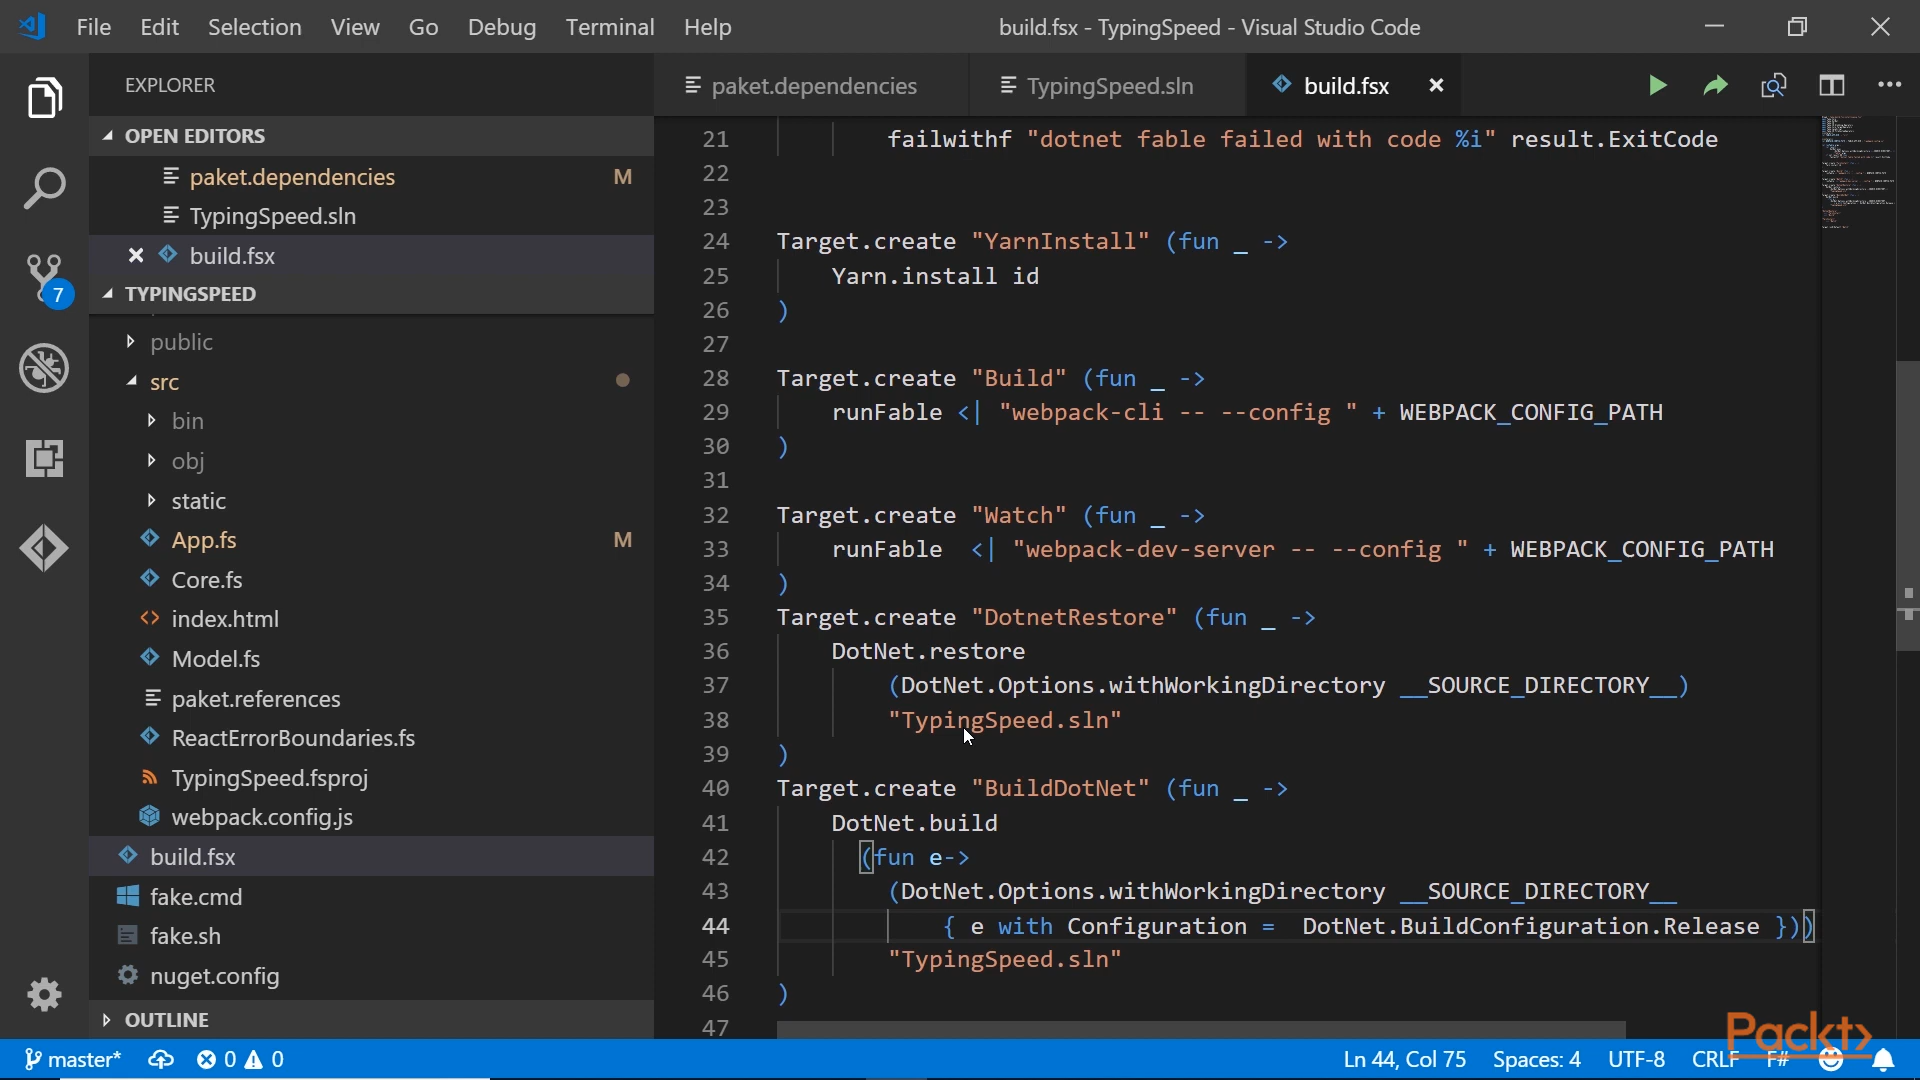 File Edit Selection View Go Debug Terminal Help
build.fsx - TypingSpeed - Visual Studio Code
EXPLORER
OPEN EDITORS
paket.dependencies M
TypingSpeed.sln
build.fsx
7
TYPINGSPEED
public
src
bin
obj
static
App.fs M
Core.fs
index.html
Model.fs
paket.references
ReactErrorBoundaries.fs
TypingSpeed.fsproj
webpack.config.js
build.fsx
fake.cmd
fake.sh
nuget.config
OUTLINE
paket.dependencies TypingSpeed.sln build.fsx
21 failwithf "dotnet fable failed with code %i" result.ExitCode
22
23
24 Target.create "YarnInstall" (fun _ ->
25 Yarn.install id
26 )
27
28 Target.create "Build" (fun _ ->
29 runFable <| "webpack-cli -- --config " + WEBPACK_CONFIG_PATH
30 )
31
32 Target.create "Watch" (fun _ ->
33 runFable  <| "webpack-dev-server -- --config " + WEBPACK_CONFIG_PATH
34 )
35 Target.create "DotnetRestore" (fun _ ->
36 DotNet.restore
37 (DotNet.Options.withWorkingDirectory __SOURCE_DIRECTORY__)
38 "TypingSpeed.sln"
39 )
40 Target.create "BuildDotNet" (fun _ ->
41 DotNet.build
42 (fun e->
43 (DotNet.Options.withWorkingDirectory __SOURCE_DIRECTORY__
44 { e with Configuration =  DotNet.BuildConfiguration.Release }))
45 "TypingSpeed.sln"
46 )
47
Packt>
master* 0 0 Ln 44, Col 75 Spaces: 4 UTF-8 CRLF F#